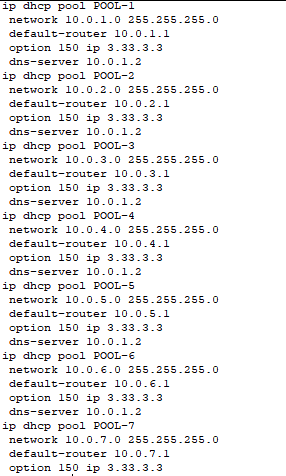 ip dhcp pool POOL-1
network 10.0.1.0 255.255.255.0
default-router 10.0.1.1
option 150 ip 3.33.3.3
dns-server 10.0.1.2
ip dhcp pool POOL-2
network 10.0.2.0 255.255.255.0
default-router 10.0.2.1
option 150 ip 3.33.3.3
dns-server 10.0.1.2
ip dhcp pool POOL-3
network 10.0.3.0 255.255.255.0
default-router 10.0.3.1
option 150 ip 3.33.3.3
dns-server 10.0.1.2
ip dhcp pool POOL-4
network 10.0.4.0 255.255.255.0
default-router 10.0.4.1
option 150 ip 3.33.3.3
dns-server 10.0.1.2
ip dhcp pool POOL-5
network 10.0.5.0 255.255.255.0
default-router 10.0.5.1
option 150 ip 3.33.3.3
dns-server 10.0.1.2
ip dhcp pool POOL-6
network 10.0.6.0 255.255.255.0
default-router 10.0.6.1
option 150 ip 3.33.3.3
dns-server 10.0.1.2
ip dhcp pool POOL-7
network 10.0.7.0 255.255.255.0
default-router 10.0.7.1
option 150 ip 3.33.3.3